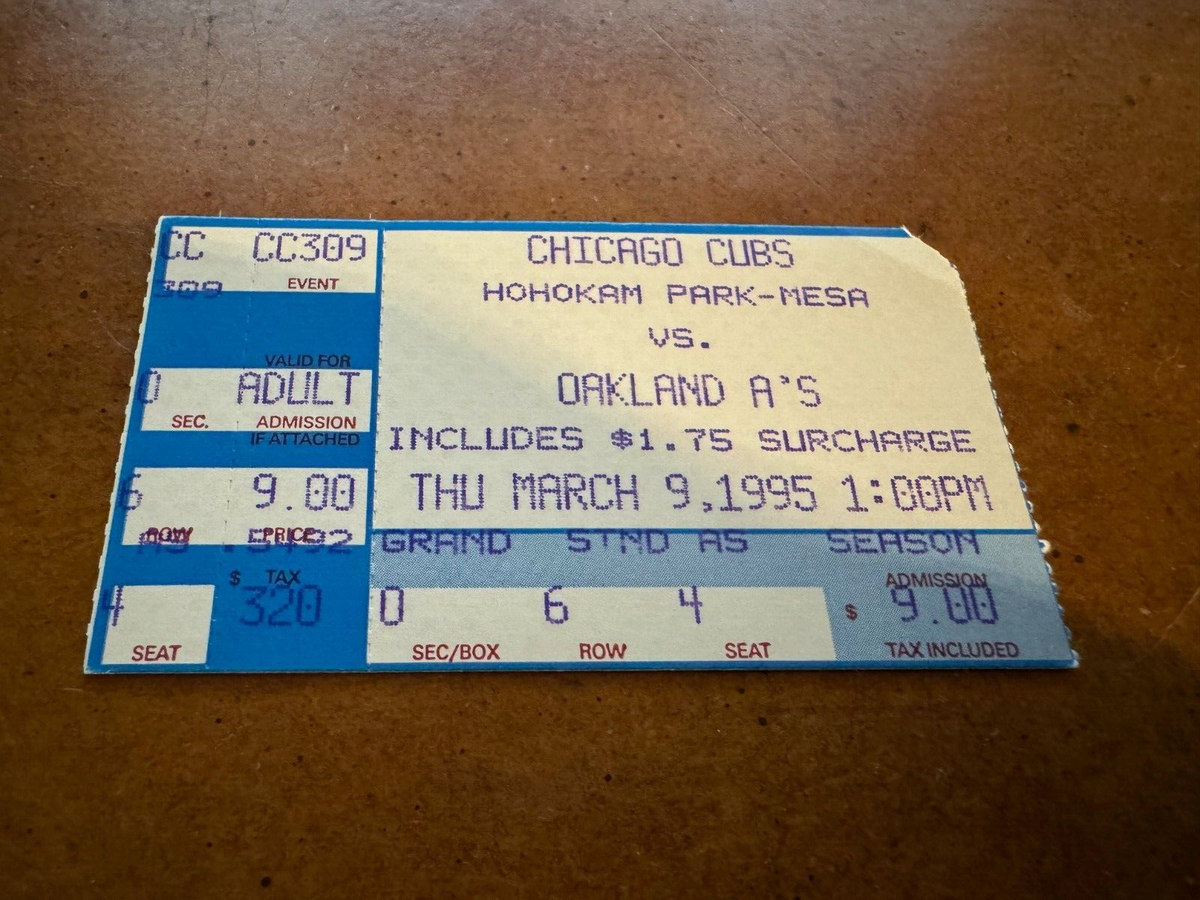 CC CC309
EVENT
309
VALID FOR
0 ADULT
SEC. ADMISSION
IF ATTACHED
6 9.00
ROW PRICE
AS .5492
$ TAX
4 320
SEAT
CHICAGO CUBS
HOHOKAM PARK-MESA
VS.
OAKLAND A'S
INCLUDES $1.75 SURCHARGE
THU MARCH 9,1995 1:00PM
GRAND STND AS SEASON
ADMISSION
0 6 4 $ 9.00
SEC/BOX ROW SEAT TAX INCLUDED